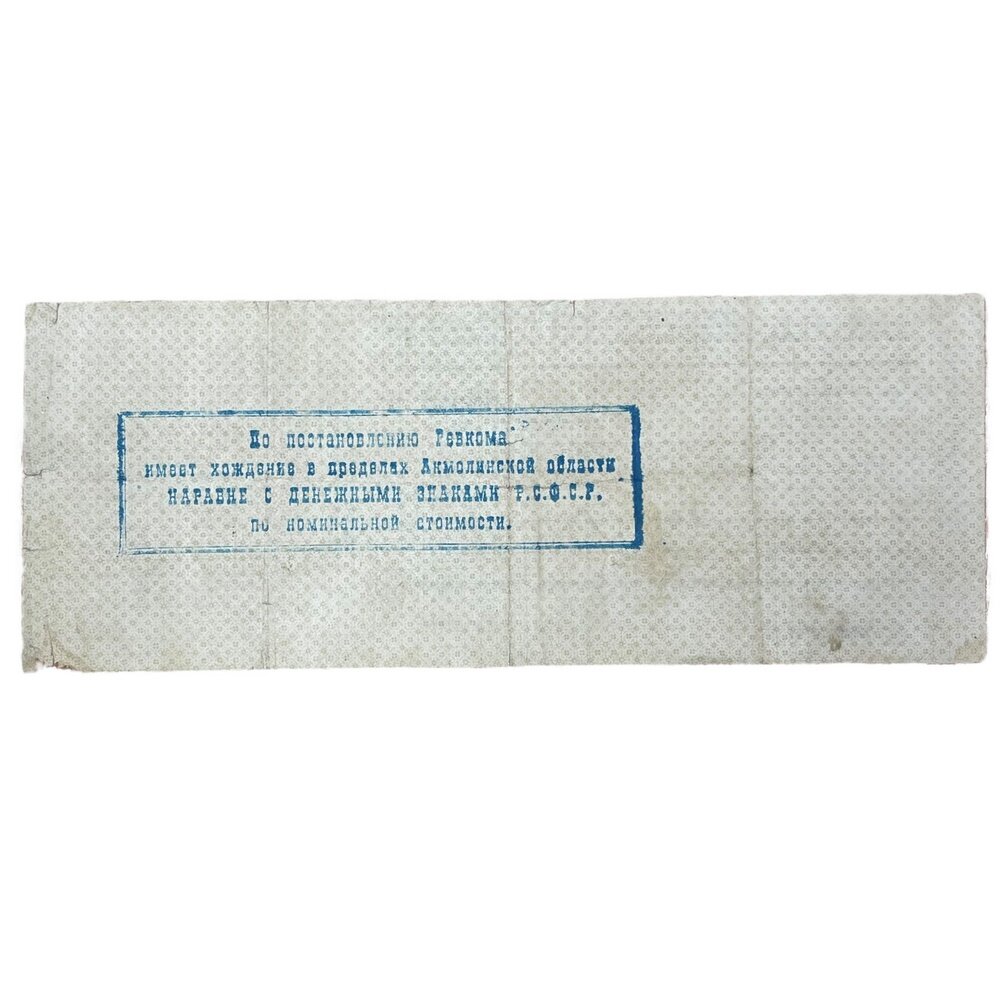 По постановлению Ревкома
имеет хождение в пределах Акмолинской области
НАРАВНЕ С ДЕНЕЖНЫМИ ЗНАКАМИ Р.С.Ф.С.Р.
по номинальной стоимости.